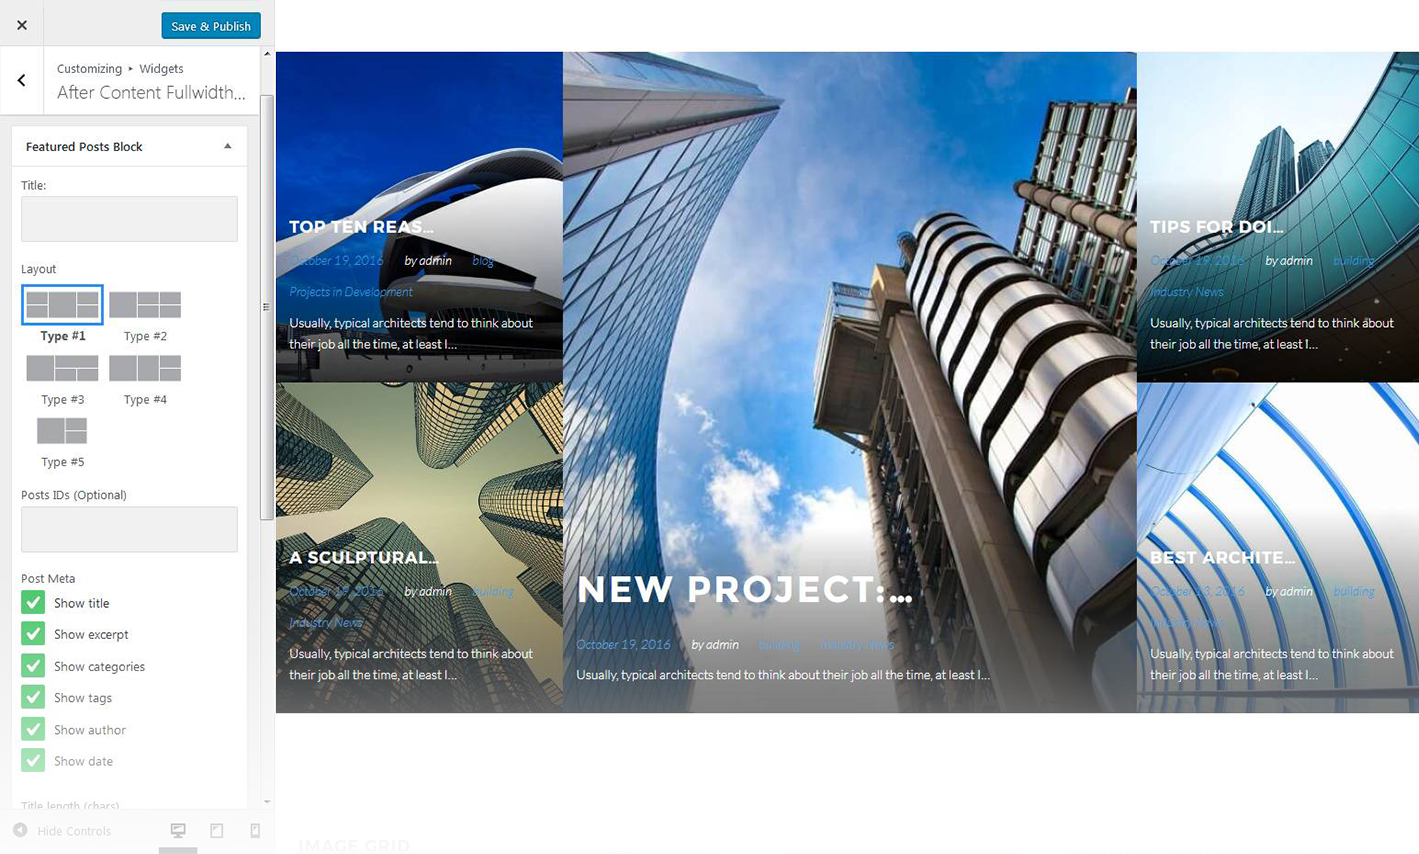 Save & Publish
Customizing ▸ Widgets
After Content Fullwidth...
Featured Posts Block
Title:
Layout
Type #1
Type #2
Type #3
Type #4
Type #5
Posts IDs (Optional)
Post Meta
Show title
Show excerpt
Show categories
Show tags
Show author
Show date
Title length (chars)
Hide Controls
TOP TEN REAS...
October 19, 2016 by admin blog
Projects in Development
Usually, typical architects tend to think about
their job all the time, at least I...
A SCULPTURAL...
October 19, 2016 by admin building
Industry News
Usually, typical architects tend to think about
their job all the time, at least I...
NEW PROJECT:...
October 19, 2016 by admin building Industry News
Usually, typical architects tend to think about their job all the time, at least I...
TIPS FOR DOI...
October 19, 2016 by admin building
Industry News
Usually, typical architects tend to think about
their job all the time, at least I...
BEST ARCHITE...
October 13, 2016 by admin building
Industry News
Usually, typical architects tend to think about
their job all the time, at least I...
IMAGE GRID